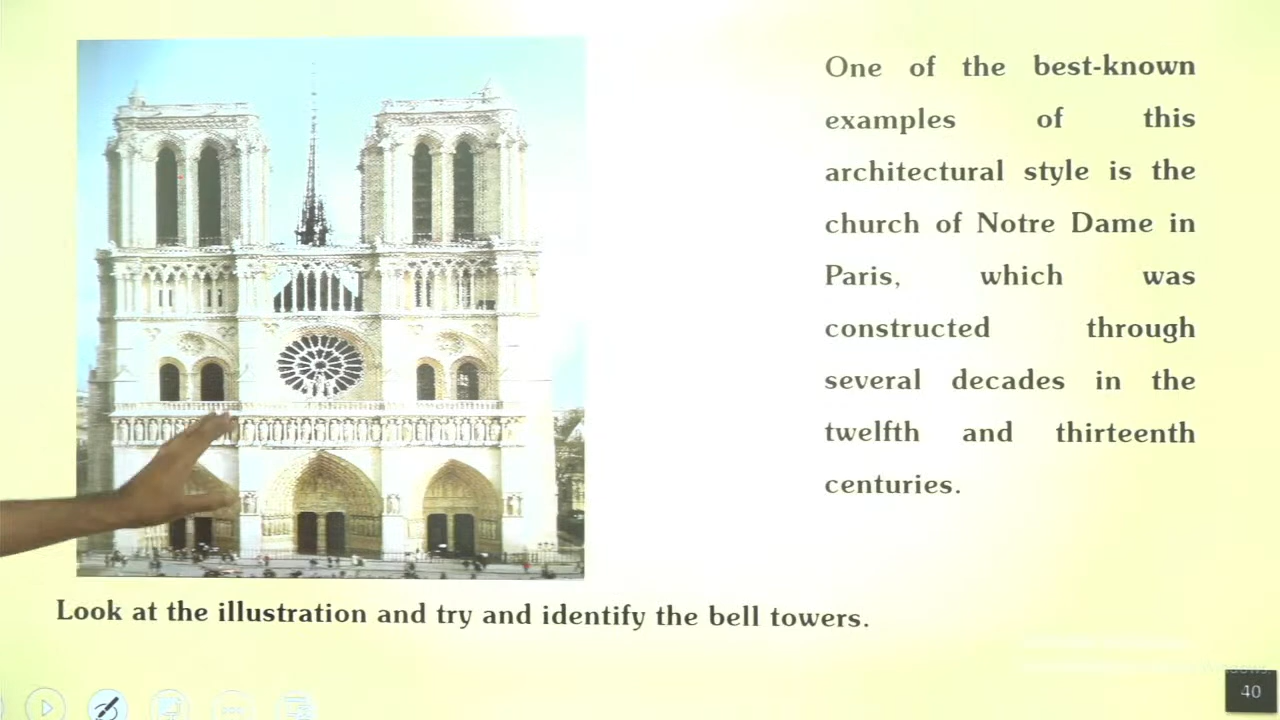 One of the best-known
examples of this
architectural style is the
church of Notre Dame in
Paris, which was
constructed through
several decades in the
twelfth and thirteenth
centuries.
Look at the illustration and try and identify the bell towers.
40